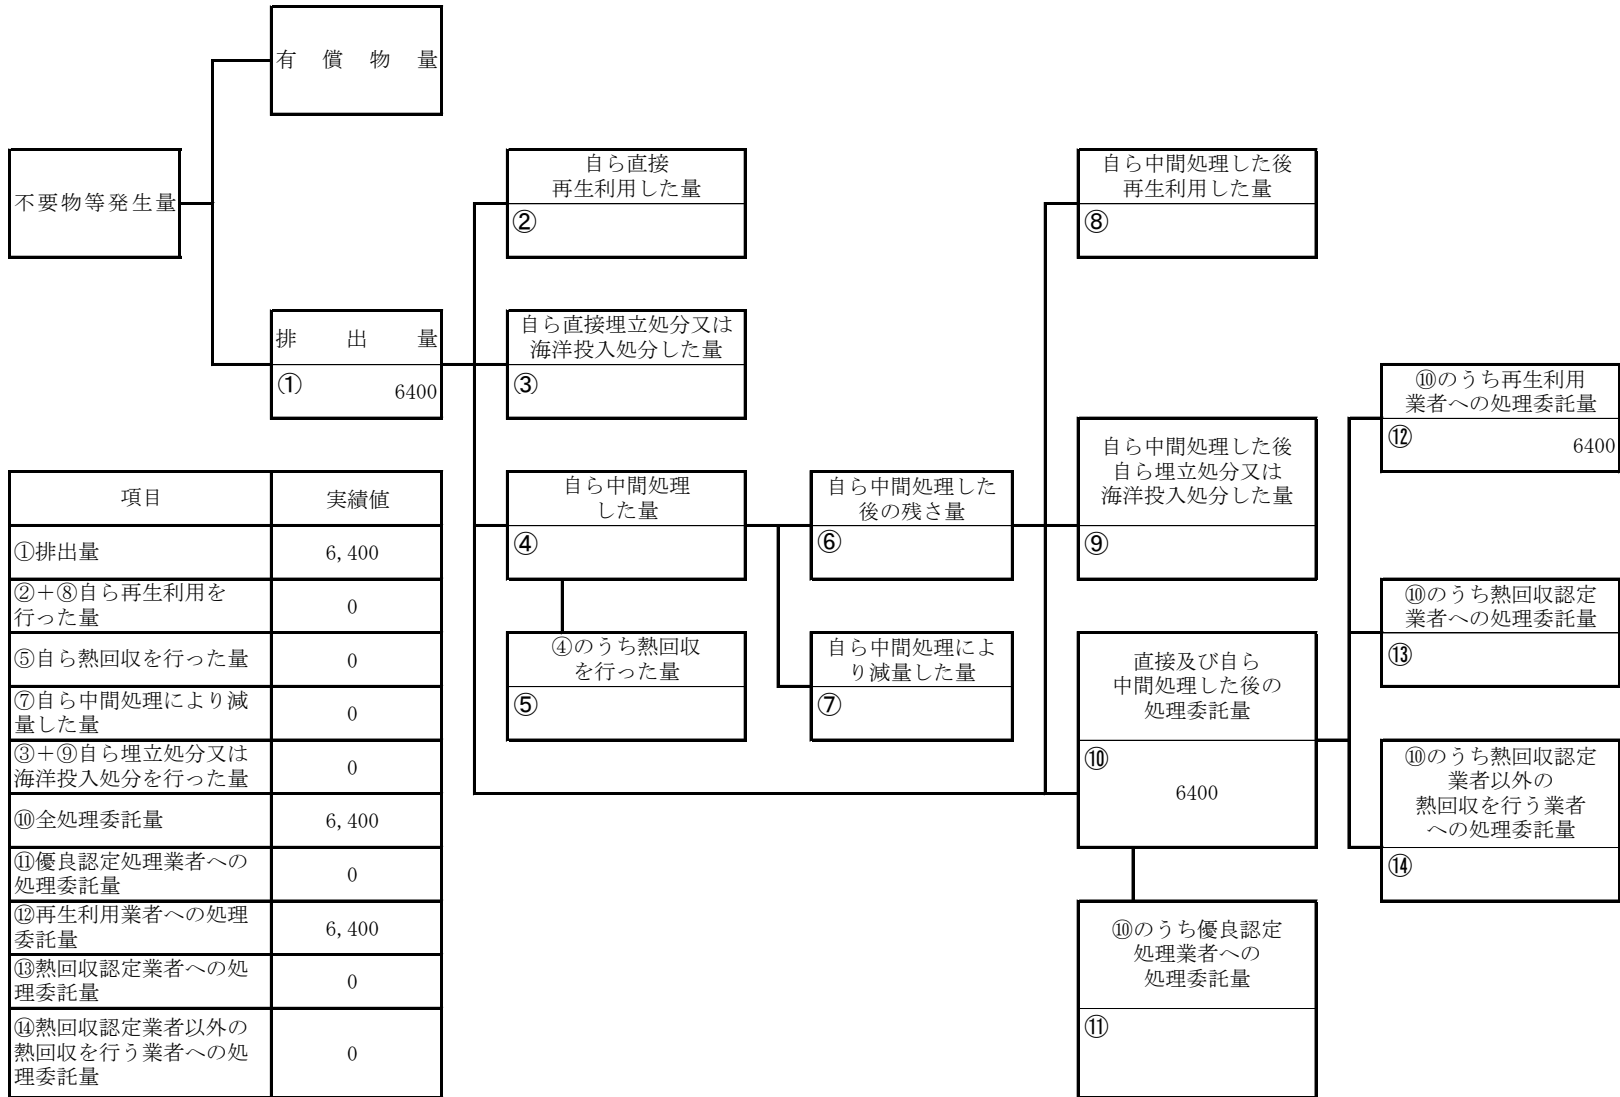 有償物量
不要物等発生量
排出量
①
6400
自ら直接
再生利用した量
②
自ら直接埋立処分又は
海洋投入処分した量
③
自ら中間処理
した量
④
④のうち熱回収
を行った量
⑤
自ら中間処理した
後の残さ量
⑥
自ら中間処理によ
り減量した量
⑦
自ら中間処理した後
再生利用した量
⑧
自ら中間処理した後
自ら埋立処分又は
海洋投入処分した量
⑨
直接及び自ら
中間処理した後の
処理委託量
⑩
6400
⑩のうち優良認定
処理業者への
処理委託量
⑪
⑩のうち再生利用
業者への処理委託量
⑫
6400
⑩のうち熱回収認定
業者への処理委託量
⑬
⑩のうち熱回収認定
業者以外の
熱回収を行う業者
への処理委託量
⑭
項目 実績値
①排出量 6,400
②+⑧自ら再生利用を
行った量 0
⑤自ら熱回収を行った量 0
⑦自ら中間処理により減
量した量 0
③+⑨自ら埋立処分又は
海洋投入処分を行った量 0
⑩全処理委託量 6,400
⑪優良認定処理業者への
処理委託量 0
⑫再生利用業者への処理
委託量 6,400
⑬熱回収認定業者への処
理委託量 0
⑭熱回収認定業者以外の
熱回収を行う業者への処 0
理委託量